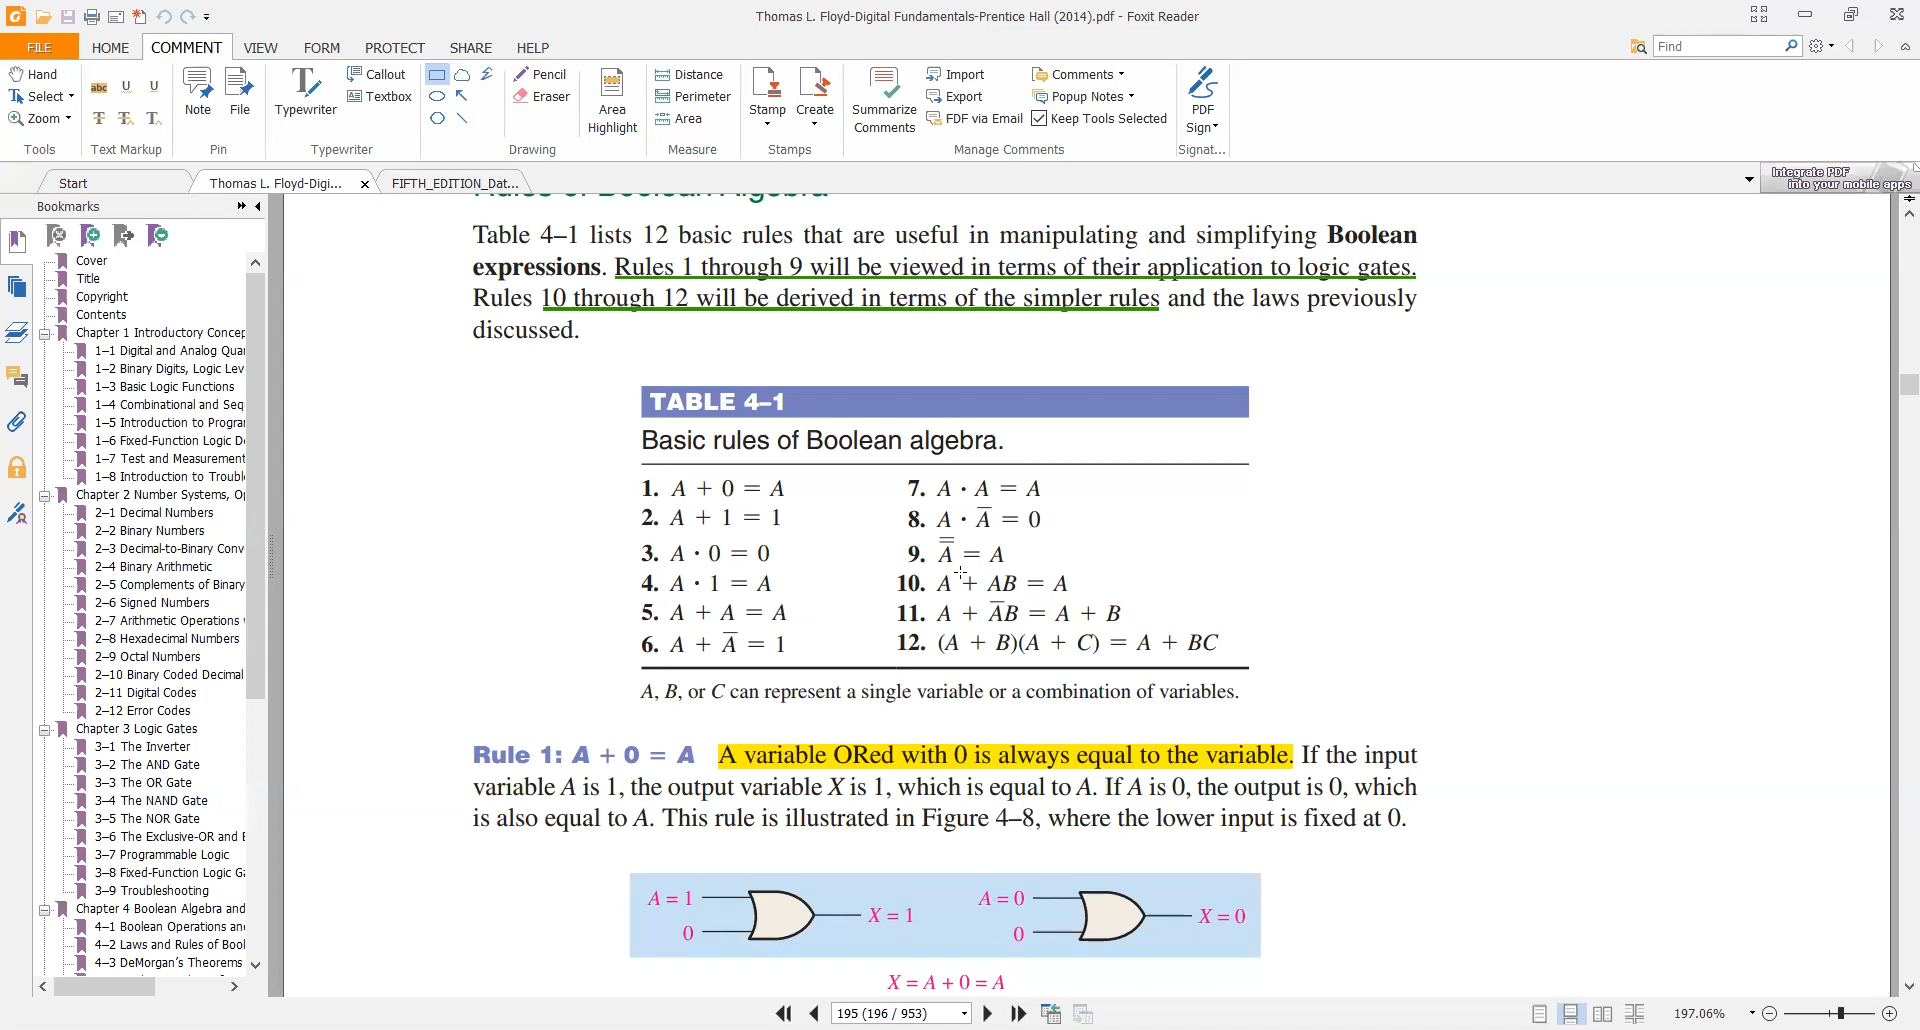 Thomas L. Floyd-Digital Fundamentals-Prentice Hall (2014).pdf - Foxit Reader
FILE HOME COMMENT VIEW FORM PROTECT SHARE HELP
Find
Hand
Select
Zoom
Tools
abc U U
T T T
Text Markup
Note
File
Pin
Typewriter
Callout
Textbox
Typewriter
Pencil
Eraser
Area
Highlight
Drawing
Distance
Perimeter
Area
Measure
Stamp
Create
Stamps
Summarize
Comments
Import
Export
FDF via Email
Comments
Popup Notes
Keep Tools Selected
Manage Comments
PDF
Sign
Signat...
Start
Thomas L. Floyd-Digi...
FIFTH_EDITION_Dat...
Integrate PDF
into your mobile apps
Bookmarks
Cover
Title
Copyright
Contents
Chapter 1 Introductory Concep
1–1 Digital and Analog Qua
1–2 Binary Digits, Logic Lev
1–3 Basic Logic Functions
1–4 Combinational and Seq
1–5 Introduction to Progra
1–6 Fixed-Function Logic D
1–7 Test and Measurement
1–8 Introduction to Troubl
Chapter 2 Number Systems, O
2–1 Decimal Numbers
2–2 Binary Numbers
2–3 Decimal-to-Binary Conv
2–4 Binary Arithmetic
2–5 Complements of Binary
2–6 Signed Numbers
2–7 Arithmetic Operations
2–8 Hexadecimal Numbers
2–9 Octal Numbers
2–10 Binary Coded Decimal
2–11 Digital Codes
2–12 Error Codes
Chapter 3 Logic Gates
3–1 The Inverter
3–2 The AND Gate
3–3 The OR Gate
3–4 The NAND Gate
3–5 The NOR Gate
3–6 The Exclusive-OR and E
3–7 Programmable Logic
3–8 Fixed-Function Logic Ga
3–9 Troubleshooting
Chapter 4 Boolean Algebra and
4–1 Boolean Operations an
4–2 Laws and Rules of Bool
4–3 DeMorgan's Theorems
Rules of Boolean Algebra
Table 4–1 lists 12 basic rules that are useful in manipulating and simplifying Boolean
expressions. Rules 1 through 9 will be viewed in terms of their application to logic gates.
Rules 10 through 12 will be derived in terms of the simpler rules and the laws previously
discussed.
TABLE 4–1
Basic rules of Boolean algebra.
1. A + 0 = A
2. A + 1 = 1
3. A · 0 = 0
4. A · 1 = A
5. A + A = A
6. A + A̅ = 1
7. A · A = A
8. A · A̅ = 0
9. A̿ = A
10. A + AB = A
11. A + A̅B = A + B
12. (A + B)(A + C) = A + BC
A, B, or C can represent a single variable or a combination of variables.
Rule 1: A + 0 = A A variable ORed with 0 is always equal to the variable. If the input
variable A is 1, the output variable X is 1, which is equal to A. If A is 0, the output is 0, which
is also equal to A. This rule is illustrated in Figure 4–8, where the lower input is fixed at 0.
A = 1
0
X = 1
A = 0
0
X = 0
X = A + 0 = A
195 (196 / 953)
197.06%